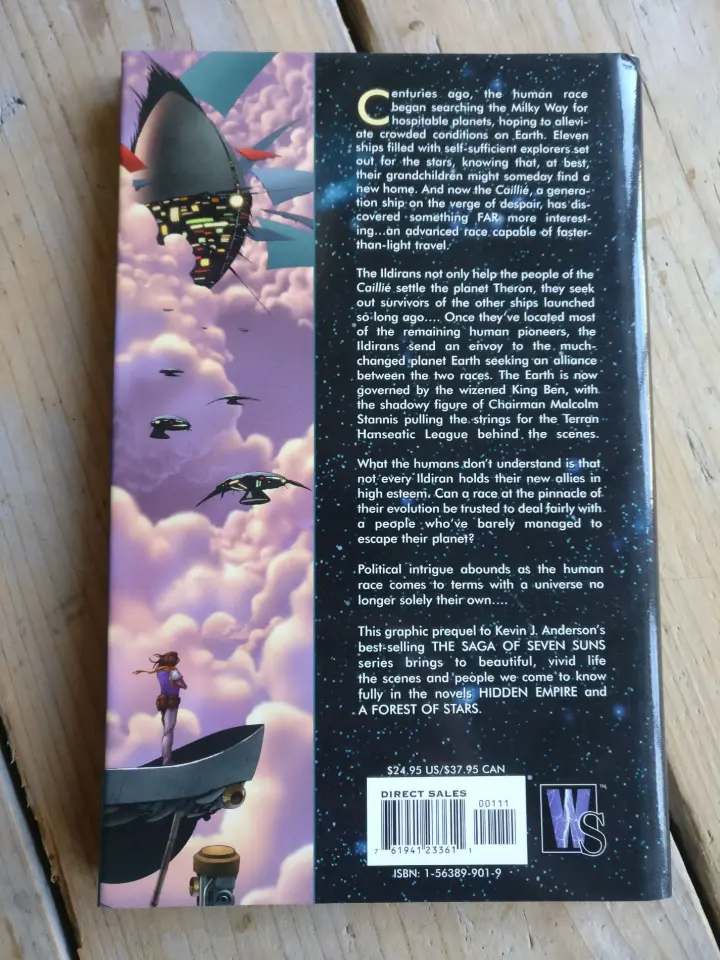 Centuries ago, the human race
began searching the Milky Way for
hospitable planets, hoping to allevi-
ate crowded conditions on Earth. Eleven
ships filled with self-sufficient explorers set
out for the stars, knowing that, at best,
their grandchildren might someday find a
new home. And now the Caillié, a genera-
tion ship on the verge of despair, has dis-
covered something FAR more interest-
ing...an advanced race capable of faster-
than-light travel.
The Ildirans not only help the people of the
Caillié settle the planet Theron, they seek
out survivors of the other ships launched
so long ago.... Once they've located most
of the remaining human pioneers, the
Ildirans send an envoy to the much-
changed planet Earth seeking an alliance
between the two races. The Earth is now
governed by the wizened King Ben, with
the shadowy figure of Chairman Malcolm
Stannis pulling the strings for the Terran
Hanseatic League behind the scenes.
What the humans don't understand is that
not every Ildiran holds their new allies in
high esteem. Can a race at the pinnacle of
their evolution be trusted to deal fairly with
a people who've barely managed to
escape their planet?
Political intrigue abounds as the human
race comes to terms with a universe no
longer solely their own....
This graphic prequel to Kevin J. Anderson's
best-selling THE SAGA OF SEVEN SUNS
series brings to beautiful, vivid life
the scenes and people we come to know
fully in the novels HIDDEN EMPIRE and
A FOREST OF STARS.
$24.95 US/$37.95 CAN
DIRECT SALES
00111
7 61941 23361 1
WS
TM
ISBN: 1-56389-901-9